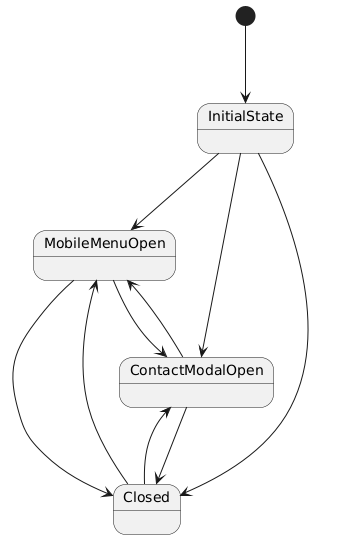 InitialState
MobileMenuOpen
ContactModalOpen
Closed